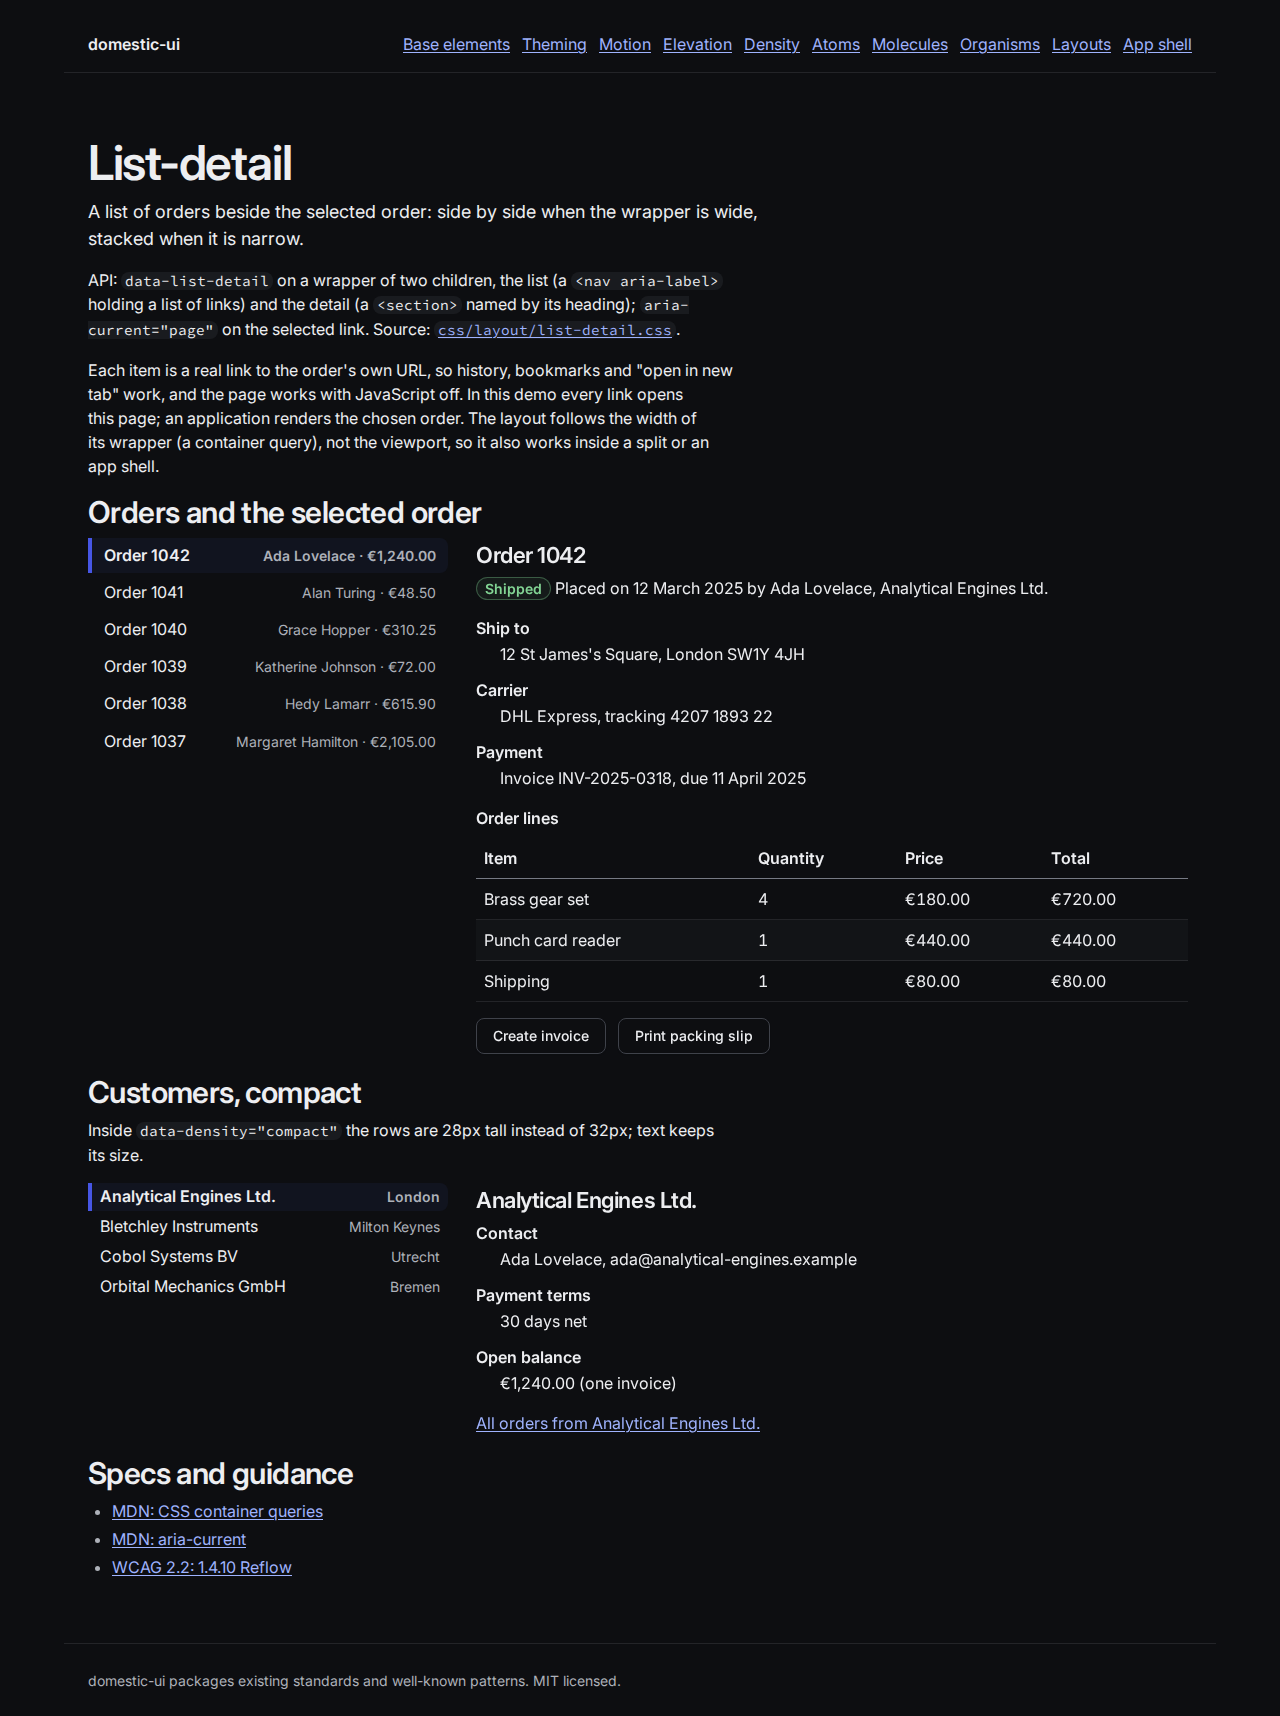 domestic-ui
Base elements Theming Motion Elevation Density Atoms Molecules Organisms Layouts App shell
List-detail
A list of orders beside the selected order: side by side when the wrapper is wide,
stacked when it is narrow.
API: data-list-detail on a wrapper of two children, the list (a <nav aria-label>
holding a list of links) and the detail (a <section> named by its heading); aria-
current="page" on the selected link. Source: css/layout/list-detail.css.
Each item is a real link to the order's own URL, so history, bookmarks and "open in new
tab" work, and the page works with JavaScript off. In this demo every link opens
this page; an application renders the chosen order. The layout follows the width of
its wrapper (a container query), not the viewport, so it also works inside a split or an
app shell.
Orders and the selected order
Order 1042 Ada Lovelace · €1,240.00
Order 1041 Alan Turing · €48.50
Order 1040 Grace Hopper · €310.25
Order 1039 Katherine Johnson · €72.00
Order 1038 Hedy Lamarr · €615.90
Order 1037 Margaret Hamilton · €2,105.00
Order 1042
Shipped Placed on 12 March 2025 by Ada Lovelace, Analytical Engines Ltd.
Ship to
12 St James's Square, London SW1Y 4JH
Carrier
DHL Express, tracking 4207 1893 22
Payment
Invoice INV-2025-0318, due 11 April 2025
Order lines
Item Quantity Price Total
Brass gear set 4 €180.00 €720.00
Punch card reader 1 €440.00 €440.00
Shipping 1 €80.00 €80.00
Create invoice Print packing slip
Customers, compact
Inside data-density="compact" the rows are 28px tall instead of 32px; text keeps
its size.
Analytical Engines Ltd. London
Bletchley Instruments Milton Keynes
Cobol Systems BV Utrecht
Orbital Mechanics GmbH Bremen
Analytical Engines Ltd.
Contact
Ada Lovelace, ada@analytical-engines.example
Payment terms
30 days net
Open balance
€1,240.00 (one invoice)
All orders from Analytical Engines Ltd.
Specs and guidance
• MDN: CSS container queries
• MDN: aria-current
• WCAG 2.2: 1.4.10 Reflow
domestic-ui packages existing standards and well-known patterns. MIT licensed.